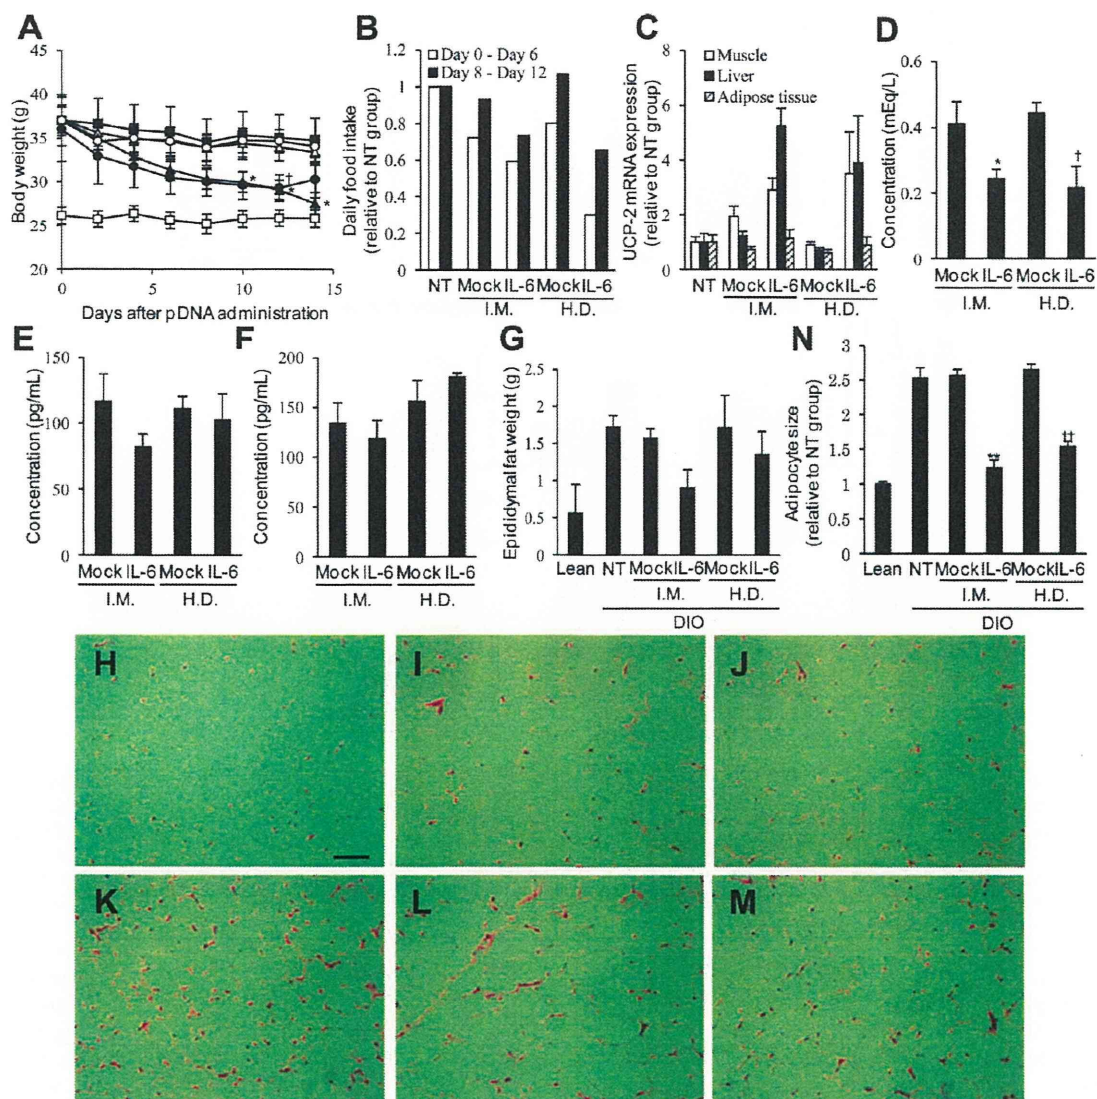 A
Body weight (g)
45
40
35
30
25
20
0
5
10
15
*
†
*
*
Days after pDNA administration
B
Daily food intake
(relative to NT group)
1.2
1
0.8
0.6
0.4
0.2
0
Day 0 - Day 6
Day 8 - Day 12
NT Mock IL-6 Mock IL-6
I.M. H.D.
C
UCP-2 mRNA expression
(relative to NT group)
8
6
4
2
0
Muscle
Liver
Adipose tissue
NT Mock IL-6 Mock IL-6
I.M. H.D.
D
Concentration (mEq/L)
0.6
0.4
0.2
0
*
†
Mock IL-6 Mock IL-6
I.M. H.D.
E
Concentration (pg/mL)
150
100
50
0
Mock IL-6 Mock IL-6
I.M. H.D.
F
Concentration (pg/mL)
200
150
100
50
0
Mock IL-6 Mock IL-6
I.M. H.D.
G
Epididymal fat weight (g)
2.5
2
1.5
1
0.5
0
Lean NT Mock IL-6 Mock IL-6
I.M. H.D.
DIO
N
Adipocyte size
(relative to NT group)
3
2.5
2
1.5
1
0.5
0
**
††
Lean NT Mock IL-6 Mock IL-6
I.M. H.D.
DIO
H
I
J
K
L
M